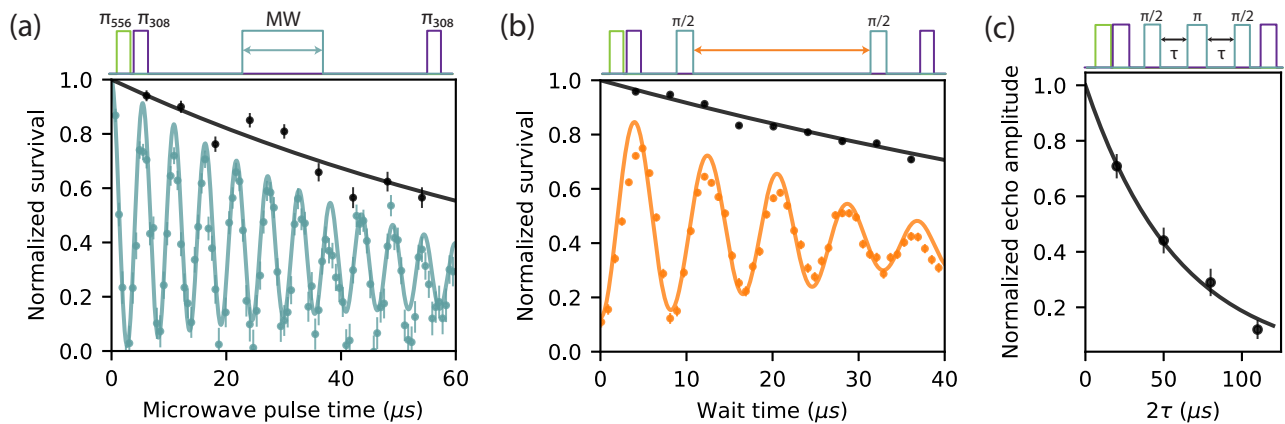 (a)
π556 π308
MW
π308
Normalized survival
1.0
0.8
0.6
0.4
0.2
0.0
0 20 40 60
Microwave pulse time (μs)
(b)
π/2
π/2
Normalized survival
1.0
0.8
0.6
0.4
0.2
0.0
0 10 20 30 40
Wait time (μs)
(c)
π/2 π π/2
τ τ
Normalized echo amplitude
1.0
0.8
0.6
0.4
0.2
0 50 100
2τ (μs)